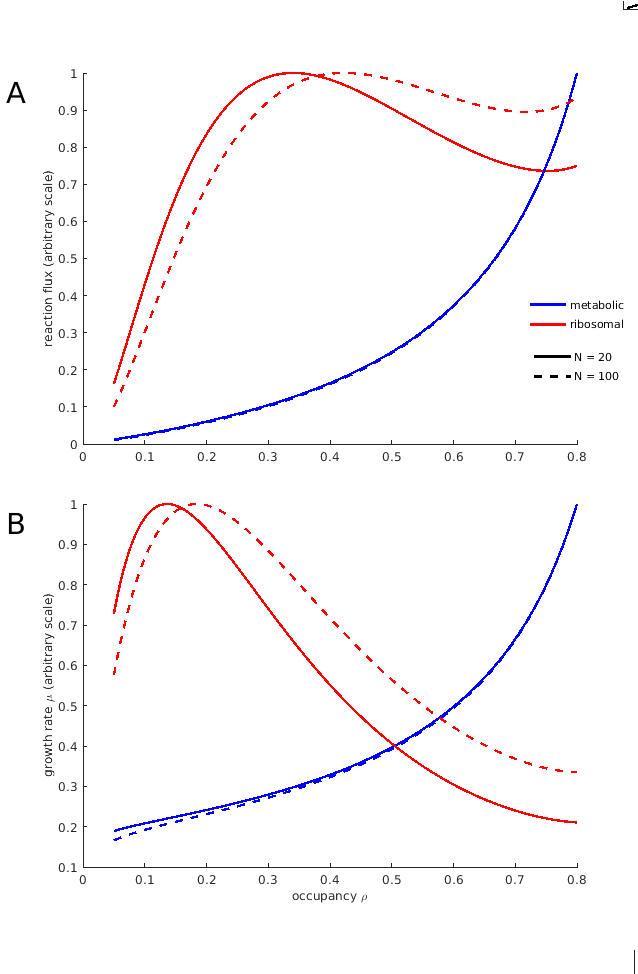 A
1
0.9
0.8
0.7
0.6
0.5
0.4
0.3
0.2
0.1
0
reaction flux (arbitrary scale)
0 0.1 0.2 0.3 0.4 0.5 0.6 0.7 0.8
metabolic
ribosomal
N = 20
N = 100
B
1
0.9
0.8
0.7
0.6
0.5
0.4
0.3
0.2
0.1
growth rate μ (arbitrary scale)
0 0.1 0.2 0.3 0.4 0.5 0.6 0.7 0.8
occupancy ρ